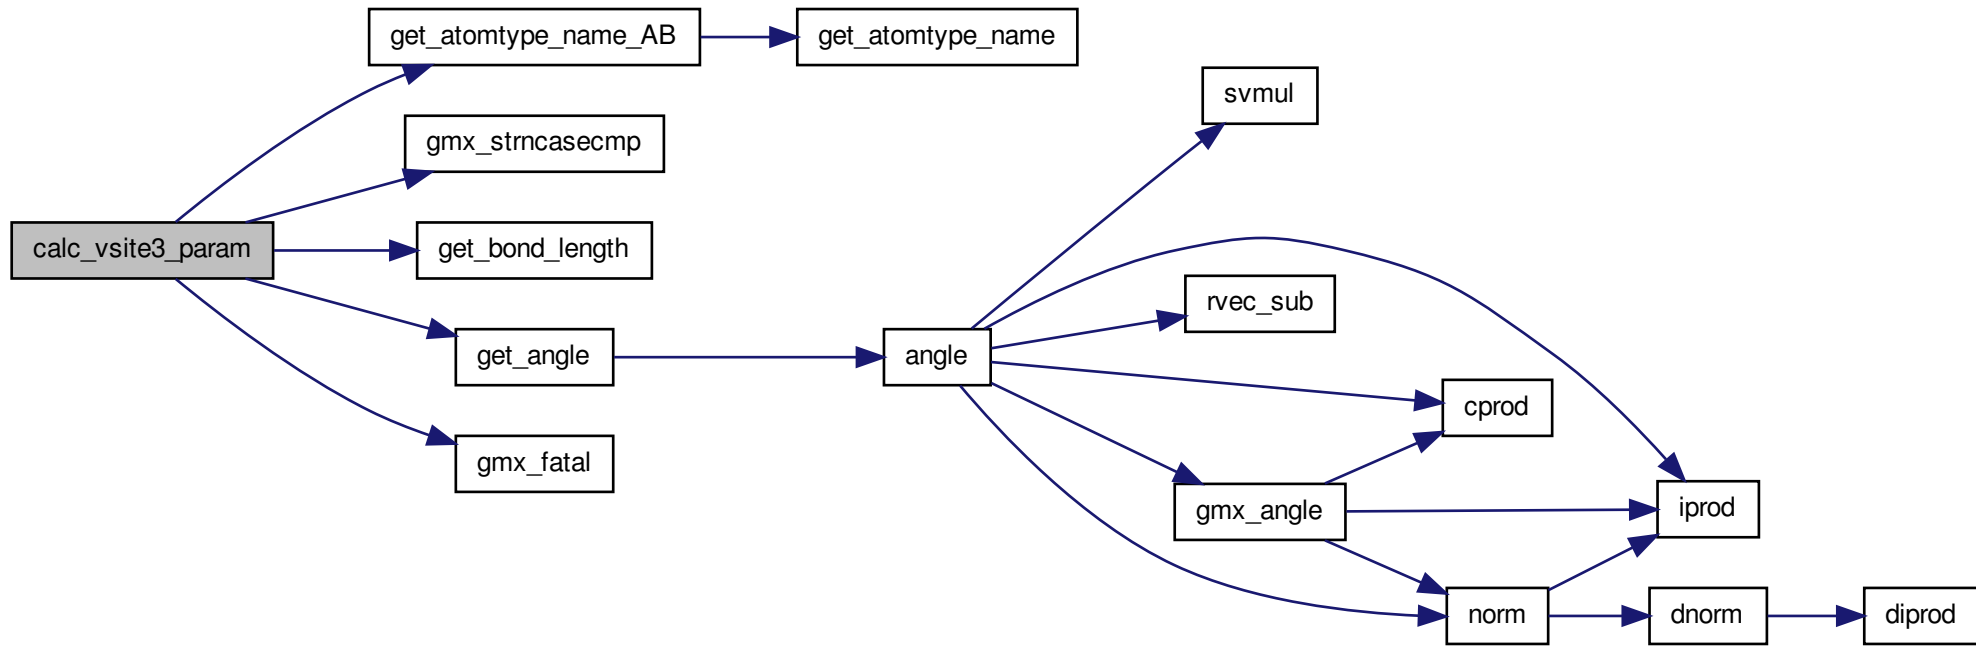 get_atomtype_name_AB
get_atomtype_name
svmul
gmx_strncasecmp
calc_vsite3_param
get_bond_length
rvec_sub
get_angle
angle
cprod
gmx_fatal
gmx_angle
iprod
norm
dnorm
diprod